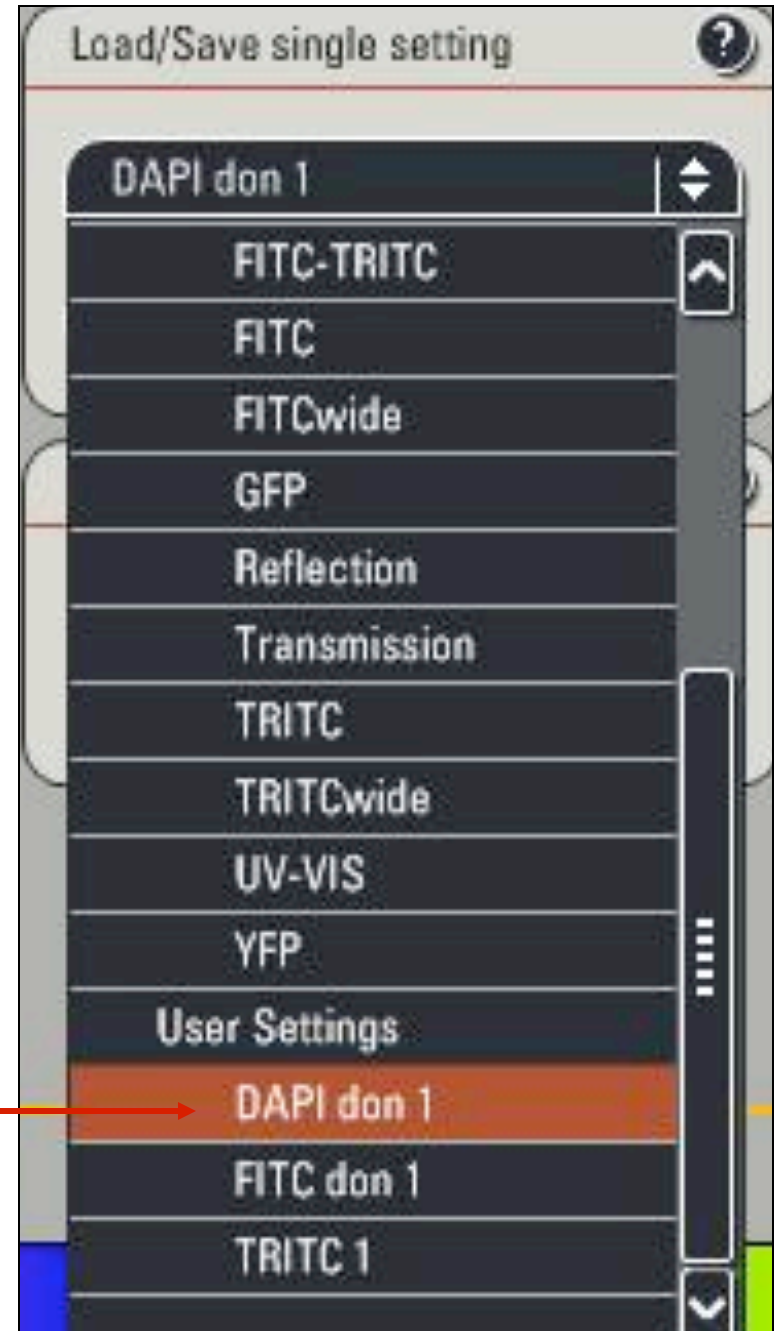 Load/Save single setting ?
DAPI don 1
FITC-TRITC
FITC
FITCwide
GFP
Reflection
Transmission
TRITC
TRITCwide
UV-VIS
YFP
User Settings
DAPI don 1
FITC don 1
TRITC 1